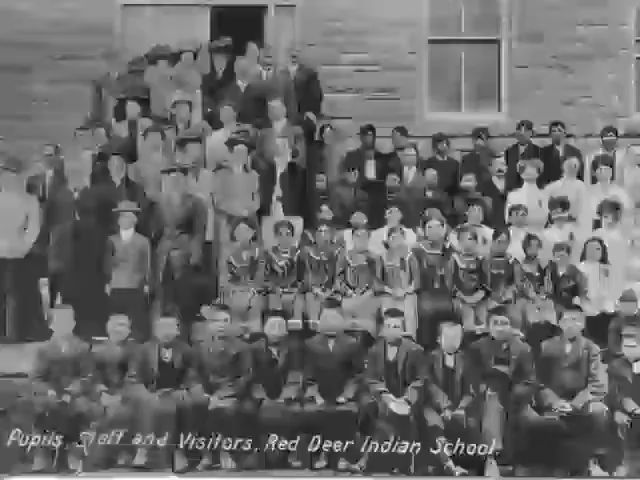 Pupils, Staff and Visitors, Red Deer Indian School.